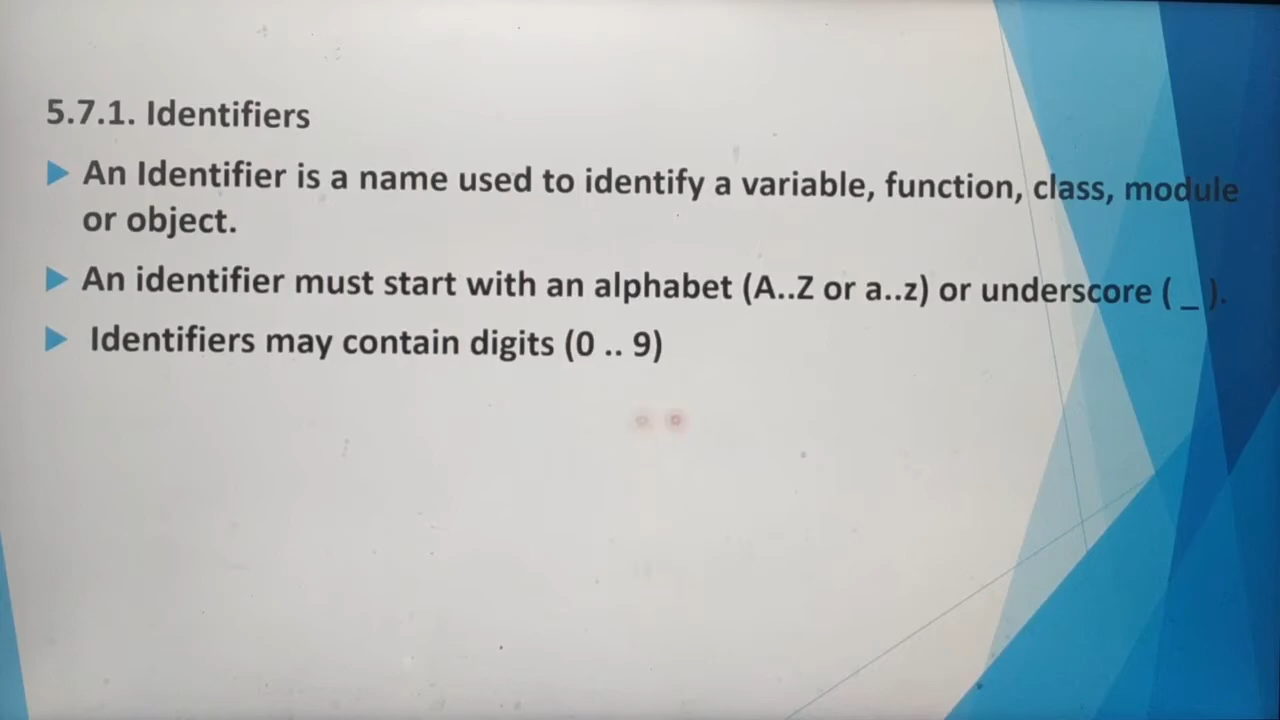 5.7.1. Identifiers
An Identifier is a name used to identify a variable, function, class, module
or object.
An identifier must start with an alphabet (A..Z or a..z) or underscore ( _ ).
Identifiers may contain digits (0 .. 9)